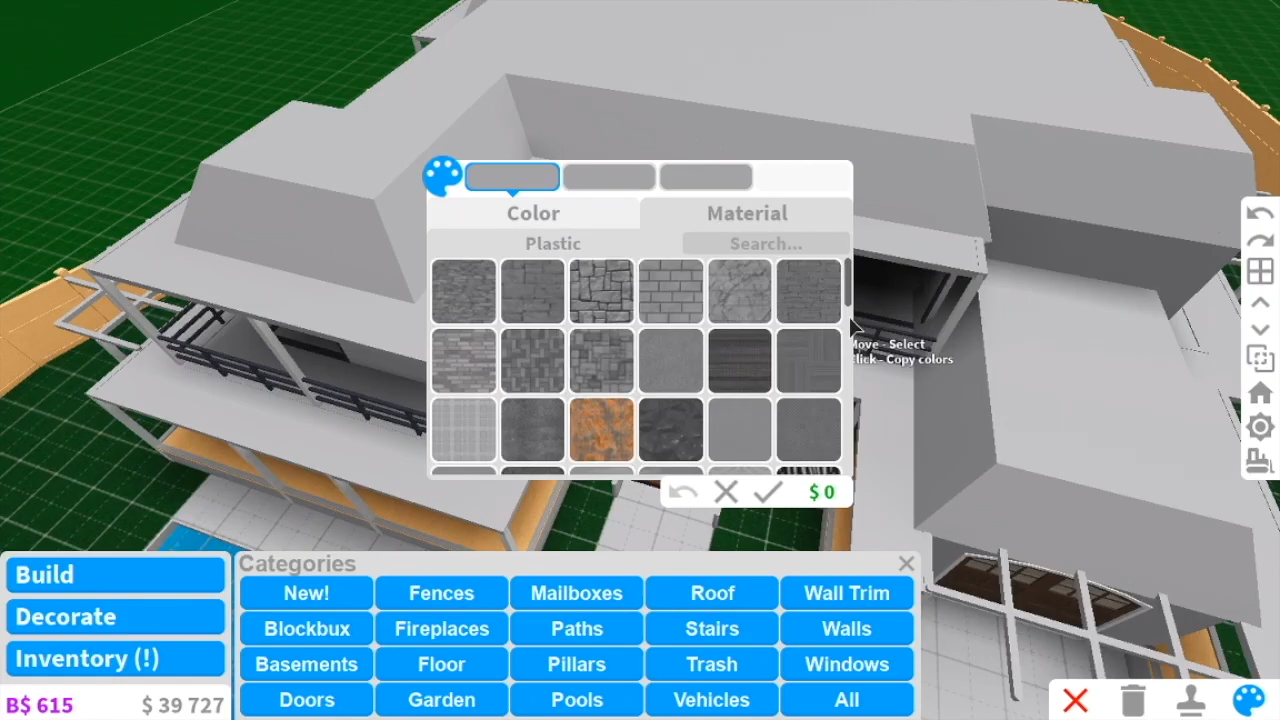 Color
Material
Plastic
Search...
Move - Select
Click - Copy colors
$ 0
Build
Decorate
Inventory (!)
B$ 615
$ 39 727
Categories
New!
Fences
Mailboxes
Roof
Wall Trim
Blockbux
Fireplaces
Paths
Stairs
Walls
Basements
Floor
Pillars
Trash
Windows
Doors
Garden
Pools
Vehicles
All